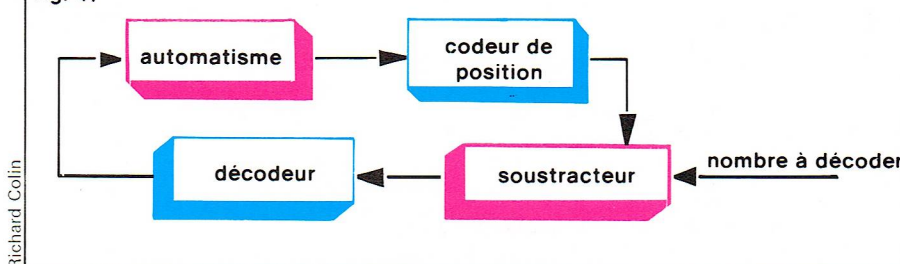 automatisme
codeur de
position
décodeur
soustracteur
nombre à décoder
Richard Colin